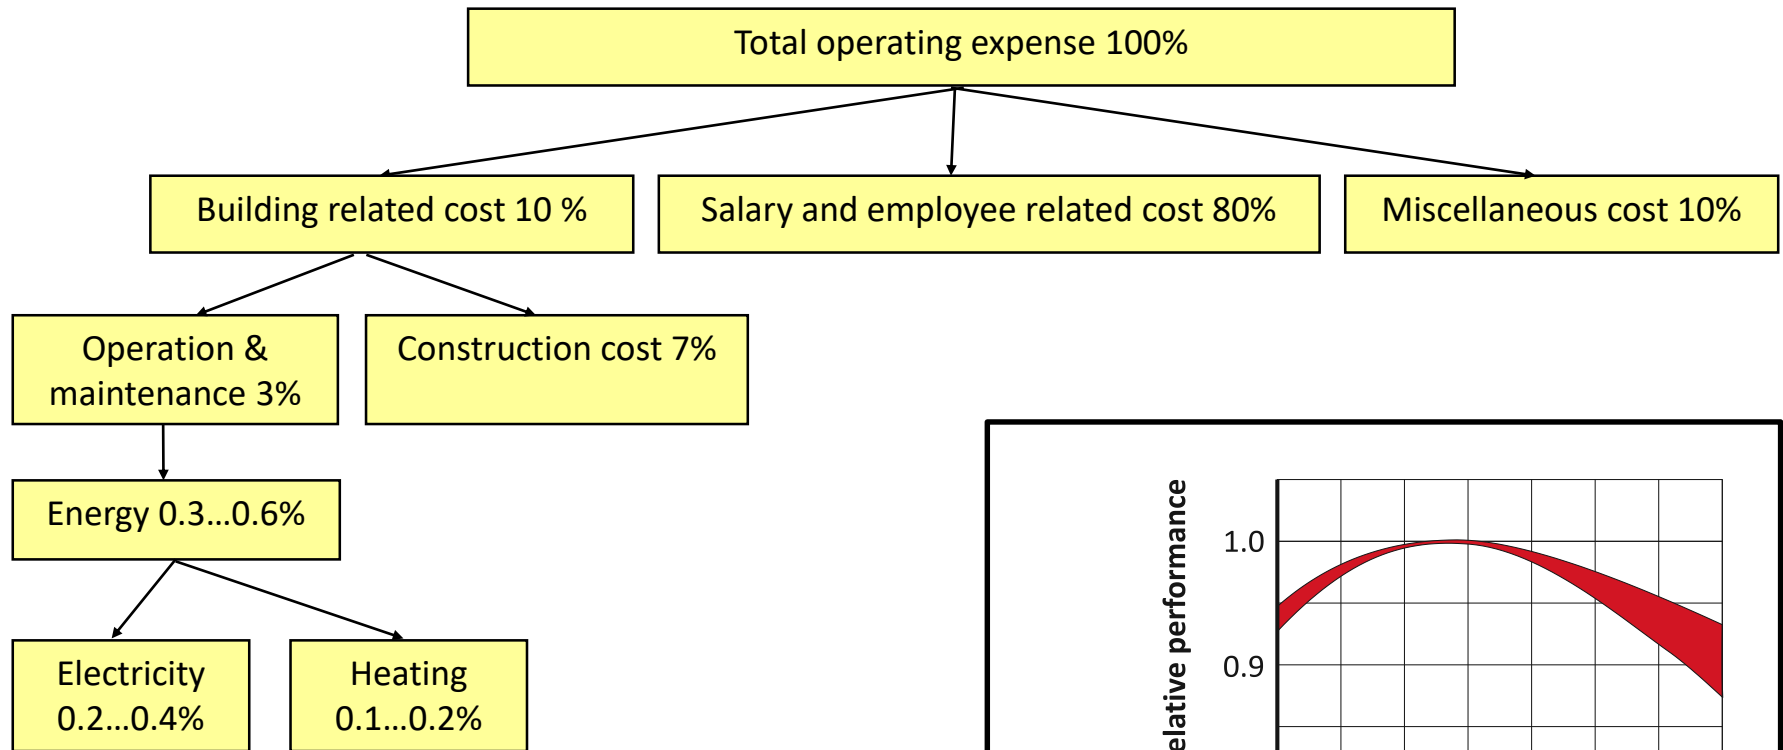 Total operating expense 100%
Building related cost 10 %
Salary and employee related cost 80%
Miscellaneous cost 10%
Operation &
maintenance 3%
Construction cost 7%
Energy 0.3...0.6%
Electricity
0.2...0.4%
Heating
0.1...0.2%
elative performance
1.0
0.9